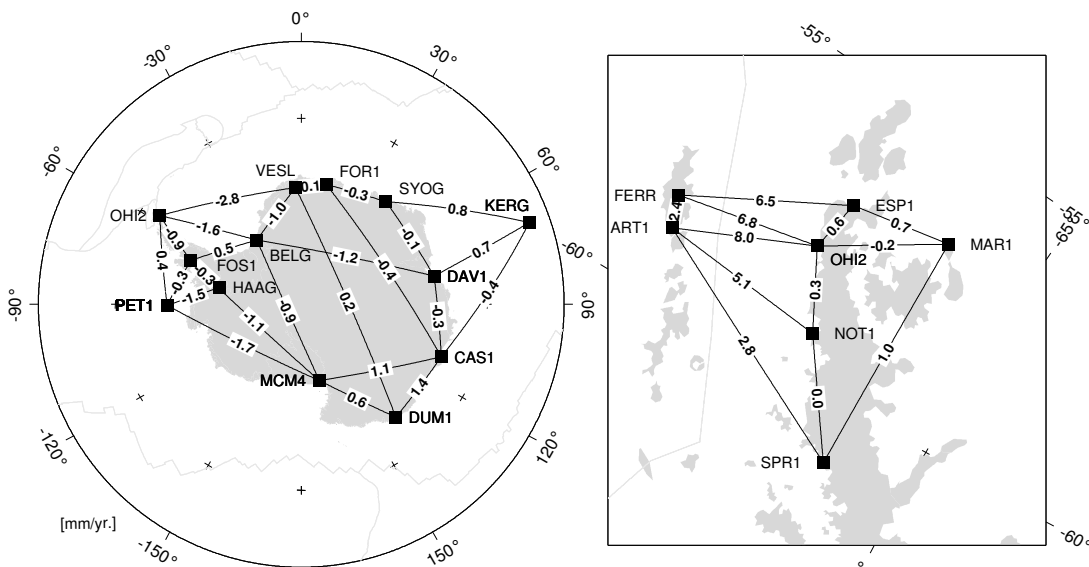 0°
-30°
30°
-60°
60°
-90°
90°
-120°
120°
-150°
150°
[mm/yr.]
VESL
FOR1
SYOG
KERG
OHI2
BELG
FOS1
HAAG
PET1
DAV1
CAS1
MCM4
DUM1
-2.8
0.1
-0.3
0.8
-1.0
-1.6
-0.9
0.5
-0.1
0.7
-1.2
-0.4
-0.4
0.4
-0.3
-0.3
-1.5
0.2
-0.9
-0.3
-1.1
-1.7
1.1
0.6
1.4
-55°
-55°
-65°
-60°
-60°
°
FERR
ESP1
ART1
OHI2
MAR1
NOT1
SPR1
6.5
2.4
6.8
0.6
0.7
8.0
-0.2
5.1
0.3
2.8
1.0
0.0